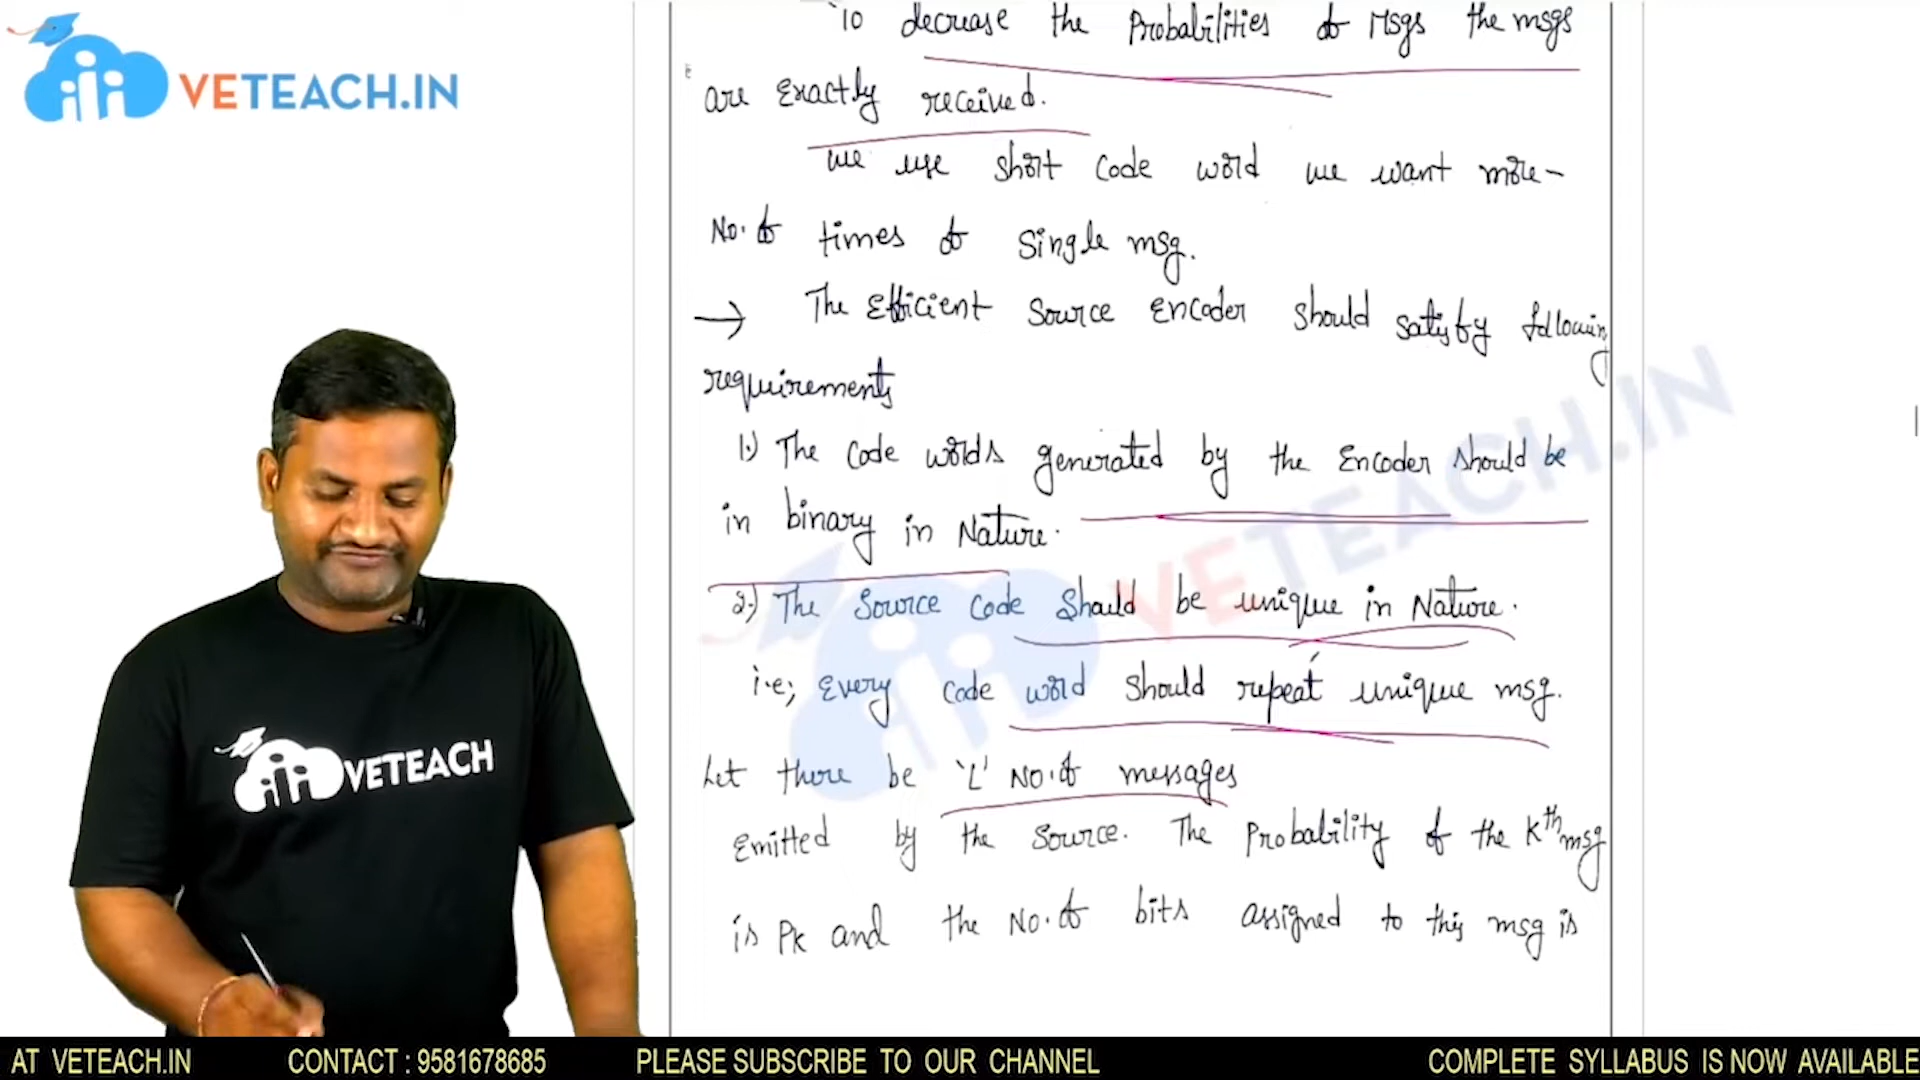 VETEACH.IN
To decrease the Probabilities of Msgs the msgs
are Exactly received.
we use short Code word we want more-
No. of times of Single msg.
→ The Efficient Source Encoder should satisfy following
requirements
1.) The Code words generated by the Encoder should be
in binary in Nature.
2.) The Source Code Should be unique in Nature.
i.e; Every Code word should repeat unique msg.
Let there be 'L' No. of messages
Emitted by the Source. The Probability of the Kth msg
is PK and the No. of bits assigned to this msg is
VETEACH.IN
VETEACH
AT VETEACH.IN CONTACT : 9581678685 PLEASE SUBSCRIBE TO OUR CHANNEL COMPLETE SYLLABUS IS NOW AVAILABLE